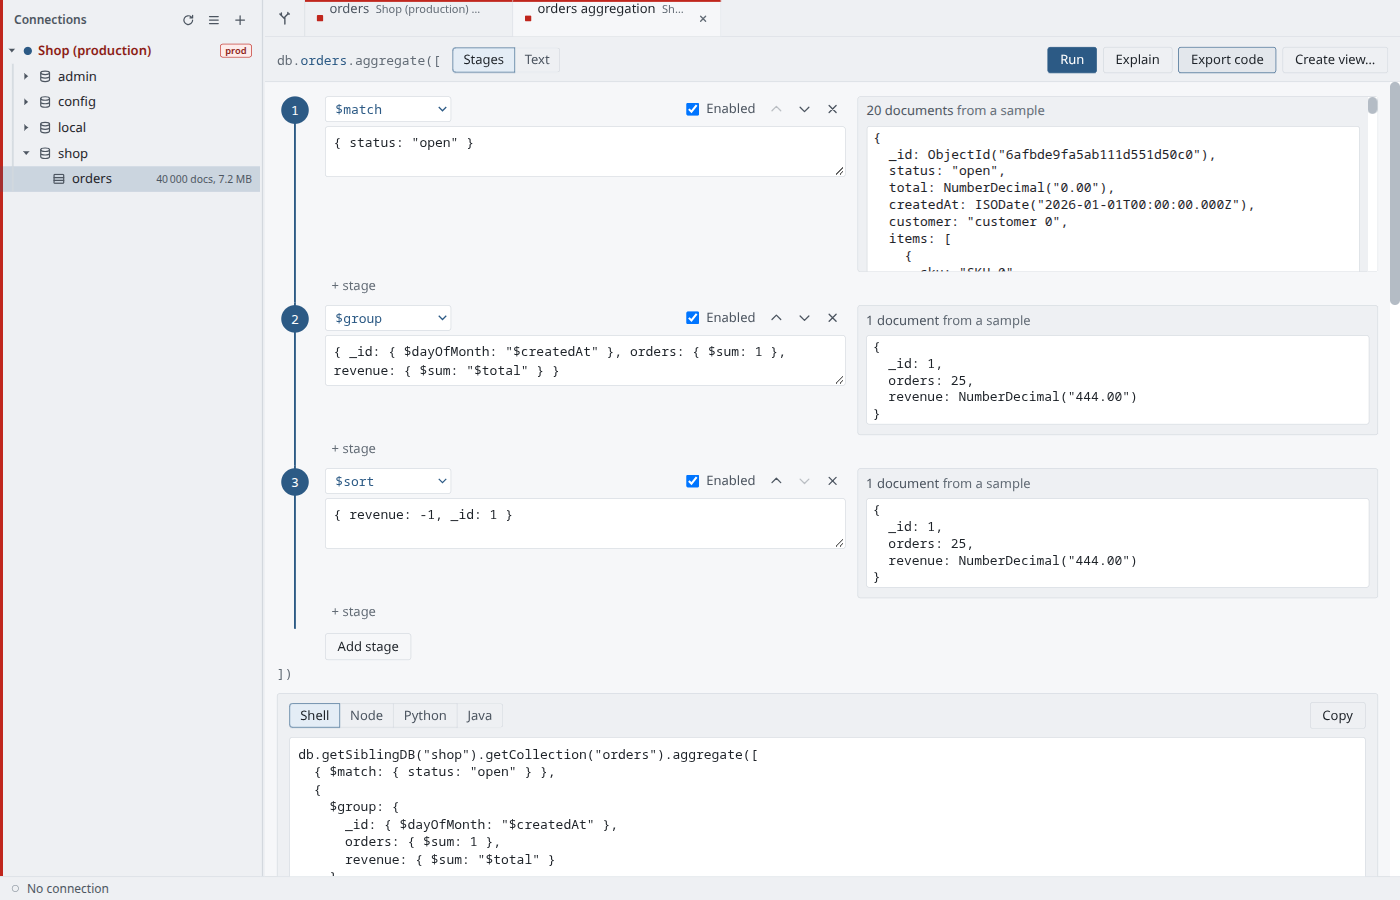 Connections
Shop (production) prod
admin
config
local
shop
orders 40 000 docs, 7.2 MB
orders Shop (production) ...
orders aggregation Sh...
db.orders.aggregate([ Stages Text Run Explain Export code Create view...
1 $match Enabled
{ status: "open" }
20 documents from a sample
{
_id: ObjectId("6afbde9fa5ab111d551d50c0"),
status: "open",
total: NumberDecimal("0.00"),
createdAt: ISODate("2026-01-01T00:00:00.000Z"),
customer: "customer 0",
items: [
{
sku: "SKU-0"
+ stage
2 $group Enabled
{ _id: { $dayOfMonth: "$createdAt" }, orders: { $sum: 1 },
revenue: { $sum: "$total" } }
1 document from a sample
{
_id: 1,
orders: 25,
revenue: NumberDecimal("444.00")
}
+ stage
3 $sort Enabled
{ revenue: -1, _id: 1 }
1 document from a sample
{
_id: 1,
orders: 25,
revenue: NumberDecimal("444.00")
}
+ stage
Add stage
])
Shell Node Python Java Copy
db.getSiblingDB("shop").getCollection("orders").aggregate([
{ $match: { status: "open" } },
{
$group: {
_id: { $dayOfMonth: "$createdAt" },
orders: { $sum: 1 },
revenue: { $sum: "$total" }
}
No connection